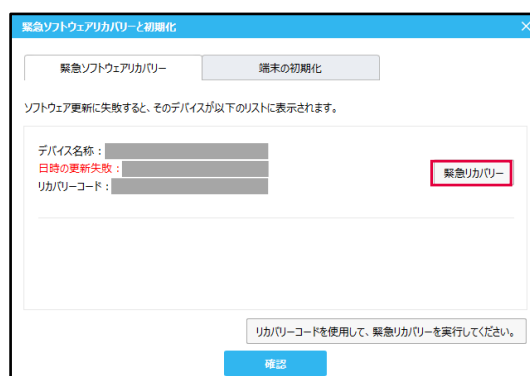 緊急ソフトウェアリカバリーと初期化
緊急ソフトウェアリカバリー
端末の初期化
ソフトウェア更新に失敗すると、そのデバイスが以下のリストに表示されます。
デバイス名称：
日時の更新失敗：
リカバリーコード：
緊急リカバリー
リカバリーコードを使用して、緊急リカバリーを実行してください。
確認